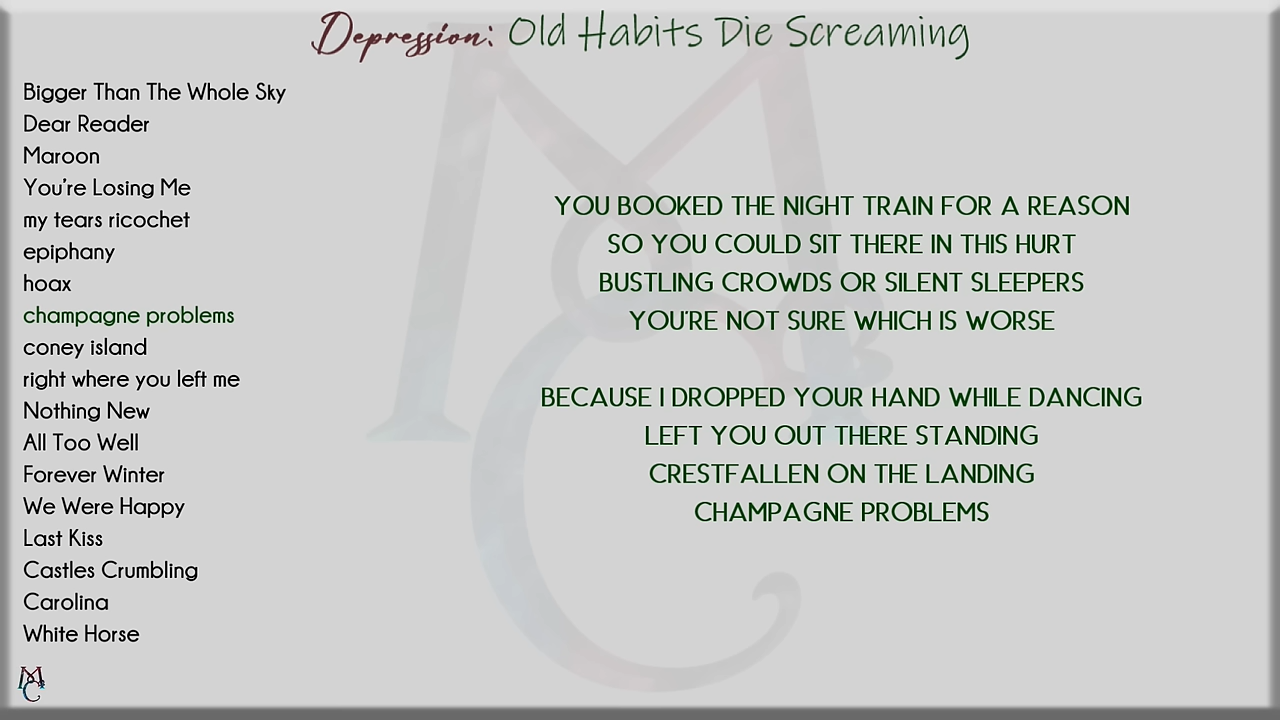 Depression: Old Habits Die Screaming
Bigger Than The Whole Sky
Dear Reader
Maroon
You're Losing Me
my tears ricochet
epiphany
hoax
champagne problems
coney island
right where you left me
Nothing New
All Too Well
Forever Winter
We Were Happy
Last Kiss
Castles Crumbling
Carolina
White Horse
YOU BOOKED THE NIGHT TRAIN FOR A REASON
SO YOU COULD SIT THERE IN THIS HURT
BUSTLING CROWDS OR SILENT SLEEPERS
YOU'RE NOT SURE WHICH IS WORSE
BECAUSE I DROPPED YOUR HAND WHILE DANCING
LEFT YOU OUT THERE STANDING
CRESTFALLEN ON THE LANDING
CHAMPAGNE PROBLEMS